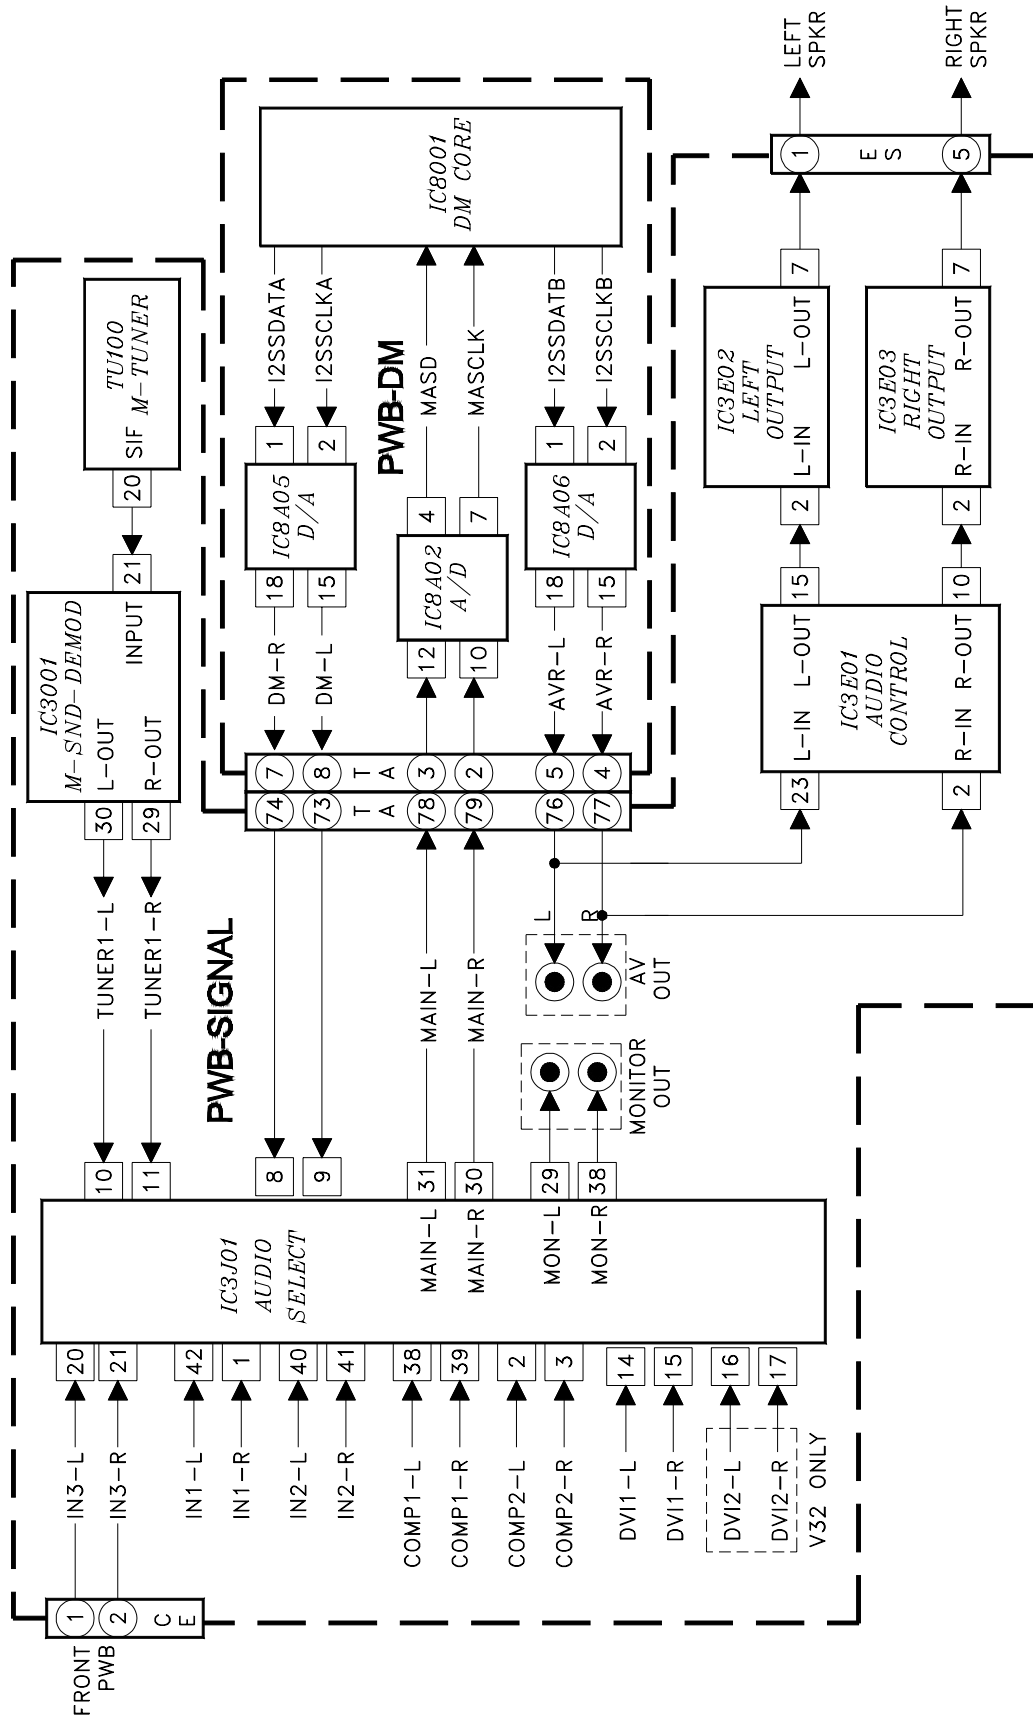 FRONT
PWB
1
2
C
E
IN3-L
IN3-R
IN1-L
IN1-R
IN2-L
IN2-R
COMP1-L
COMP1-R
COMP2-L
COMP2-R
DVI1-L
DVI1-R
DVI2-L
DVI2-R
V32 ONLY
20
21
42
1
40
41
38
39
2
3
14
15
16
17
IC3J01
AUDIO
SELECT
MAIN-L
MAIN-R
MON-L
MON-R
10
11
8
9
31
30
29
38
PWB-SIGNAL
TUNER1-L
TUNER1-R
MAIN-L
MAIN-R
MONITOR
OUT
L
R
AV
OUT
30
29
IC3001
M-SND-DEMOD
L-OUT
R-OUT
INPUT
21
20
SIF
TU100
M-TUNER
74
73
T
A
78
79
76
77
7
8
T
A
3
2
5
4
DM-R
DM-L
AVR-L
AVR-R
18
15
IC8A05
D/A
1
2
12
10
IC8A02
A/D
4
7
18
15
IC8A06
D/A
1
2
PWB-DM
I2SSDATA
I2SSCLKA
MASD
MASCLK
I2SSDATB
I2SSCLKB
IC8001
DM CORE
23
2
L-IN L-OUT
IC3E01
AUDIO
CONTROL
R-IN R-OUT
15
10
2
IC3E02
LEFT
OUTPUT
L-IN L-OUT
7
2
IC3E03
RIGHT
OUTPUT
R-IN R-OUT
7
1
E
S
5
LEFT
SPKR
RIGHT
SPKR